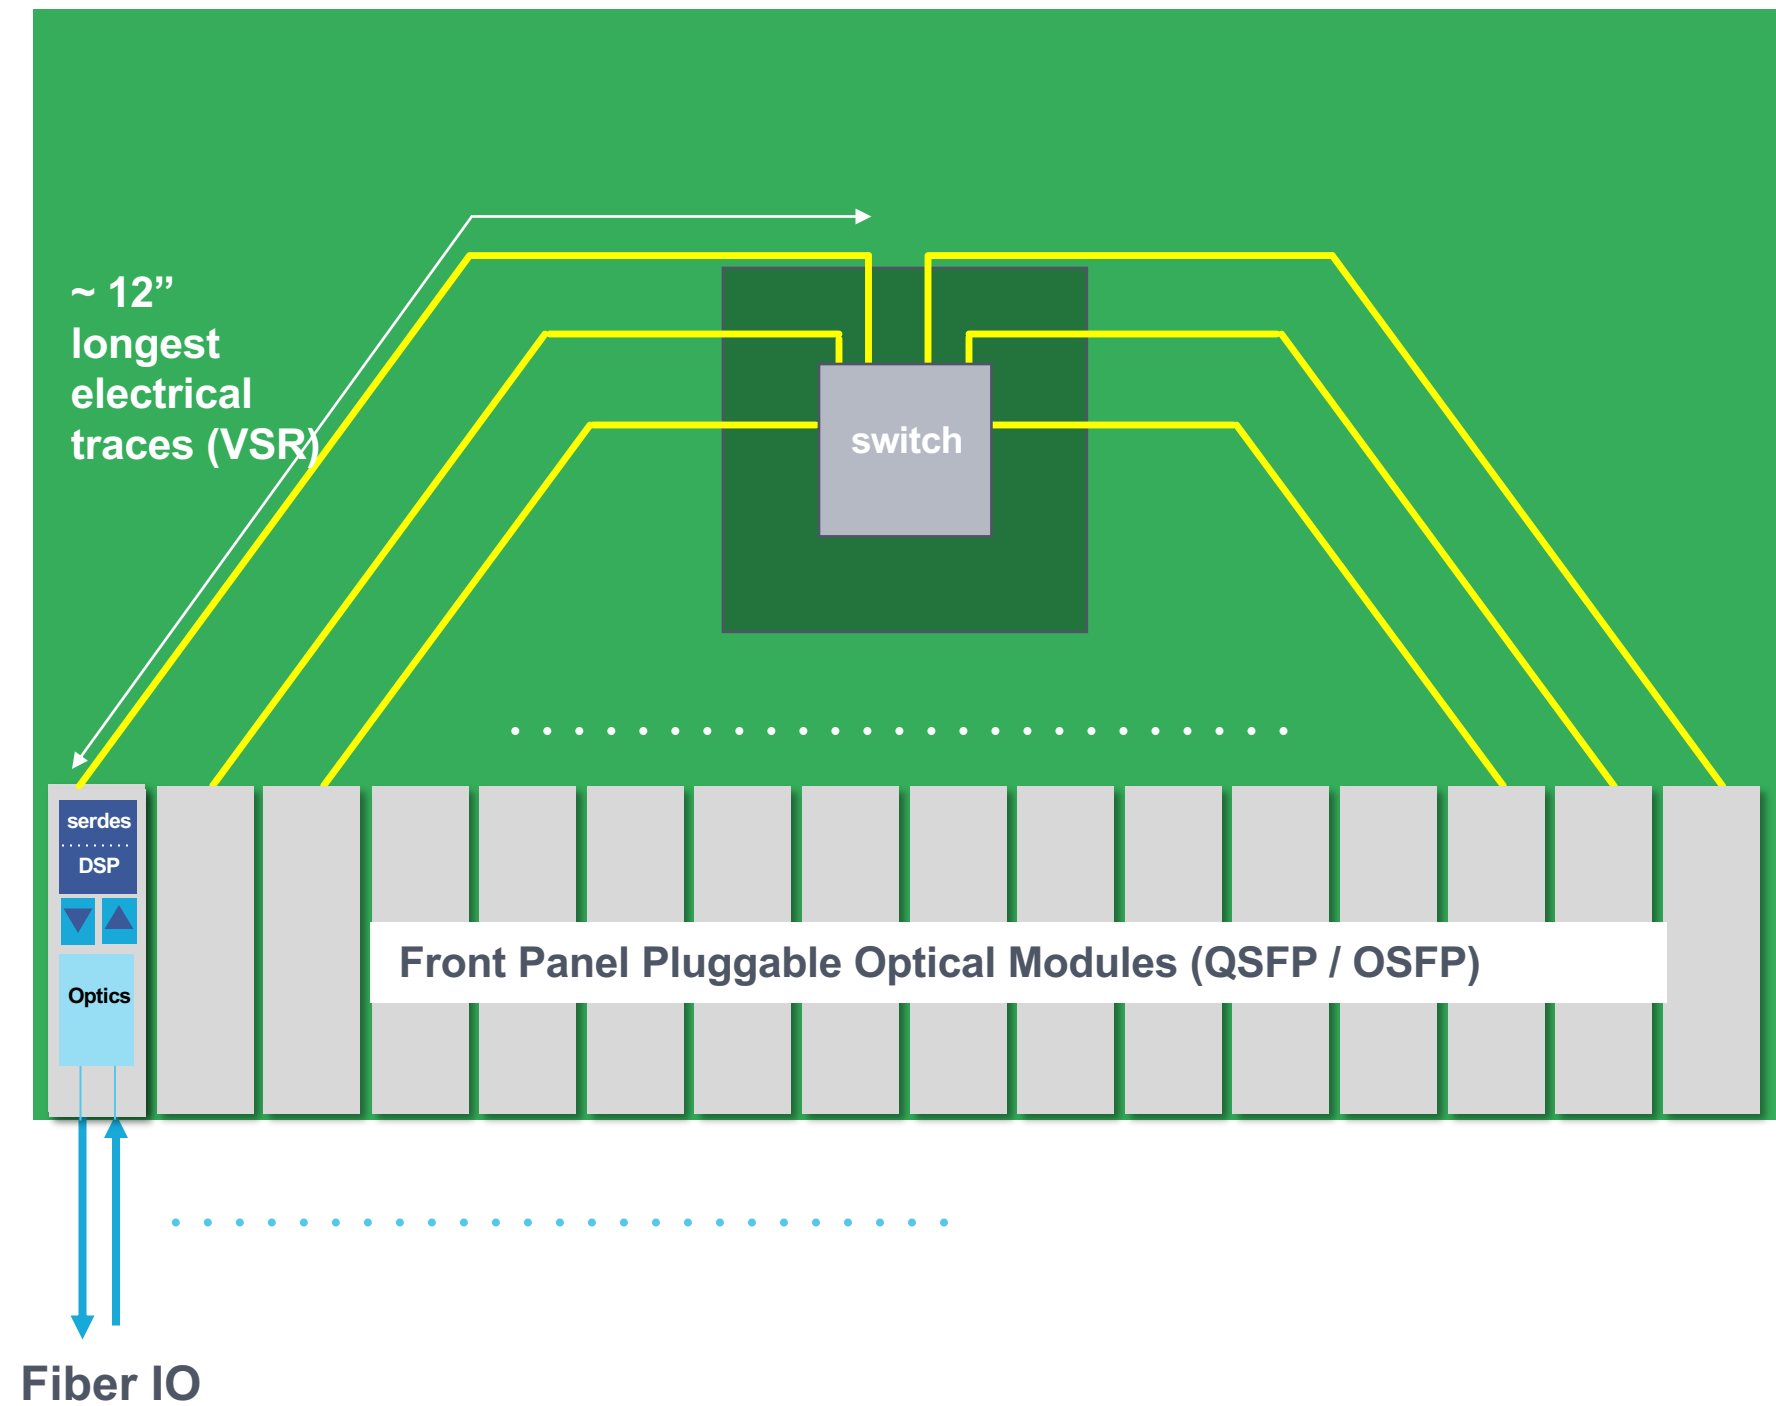 ~ 12”
longest
electrical
traces (VSR)
switch
serdes
DSP
Optics
Front Panel Pluggable Optical Modules (QSFP / OSFP)
Fiber IO